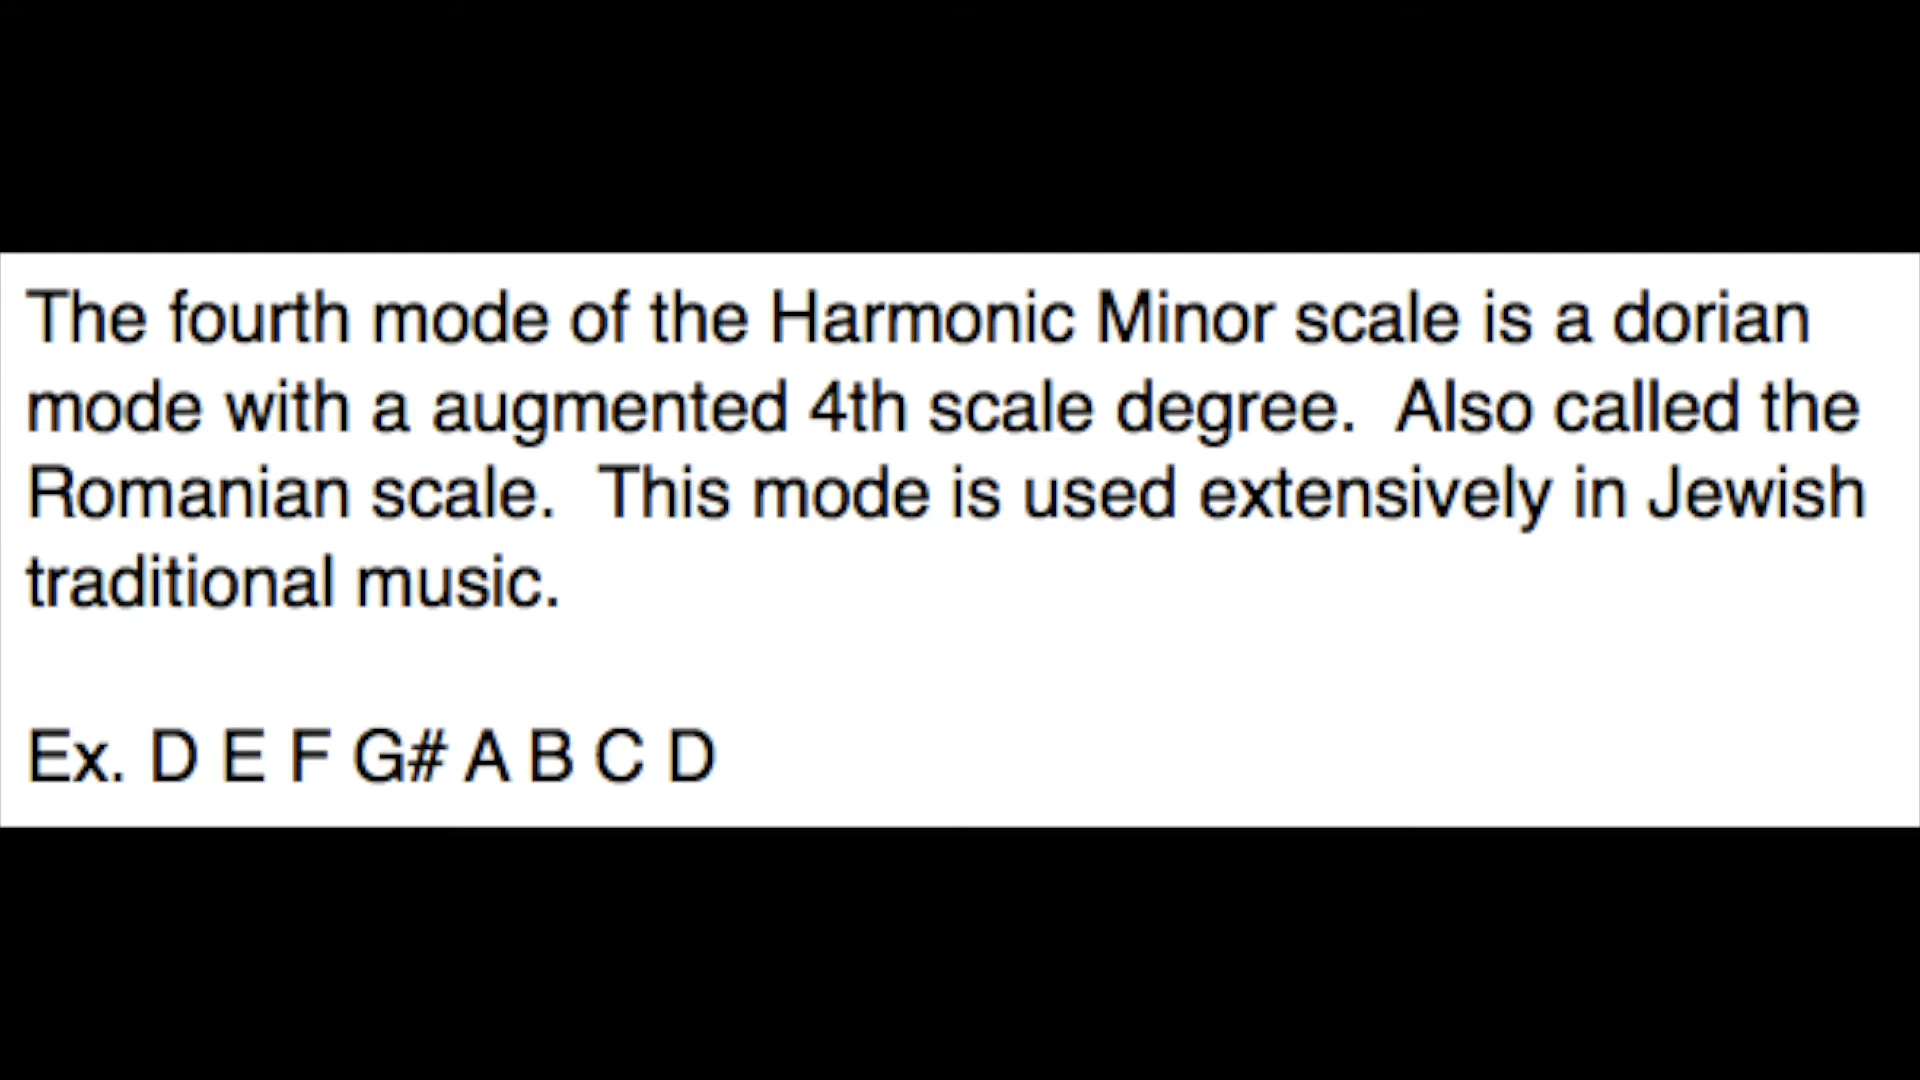 The fourth mode of the Harmonic Minor scale is a dorian
mode with a augmented 4th scale degree.  Also called the
Romanian scale.  This mode is used extensively in Jewish
traditional music.
Ex. D E F G# A B C D